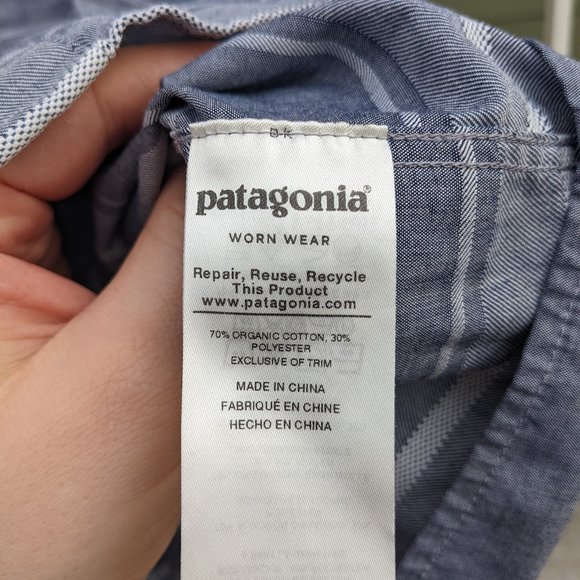 patagonia®
WORN WEAR
Repair, Reuse, Recycle
This Product
www.patagonia.com
70% ORGANIC COTTON, 30%
POLYESTER
EXCLUSIVE OF TRIM
MADE IN CHINA
FABRIQUÉ EN CHINE
HECHO EN CHINA